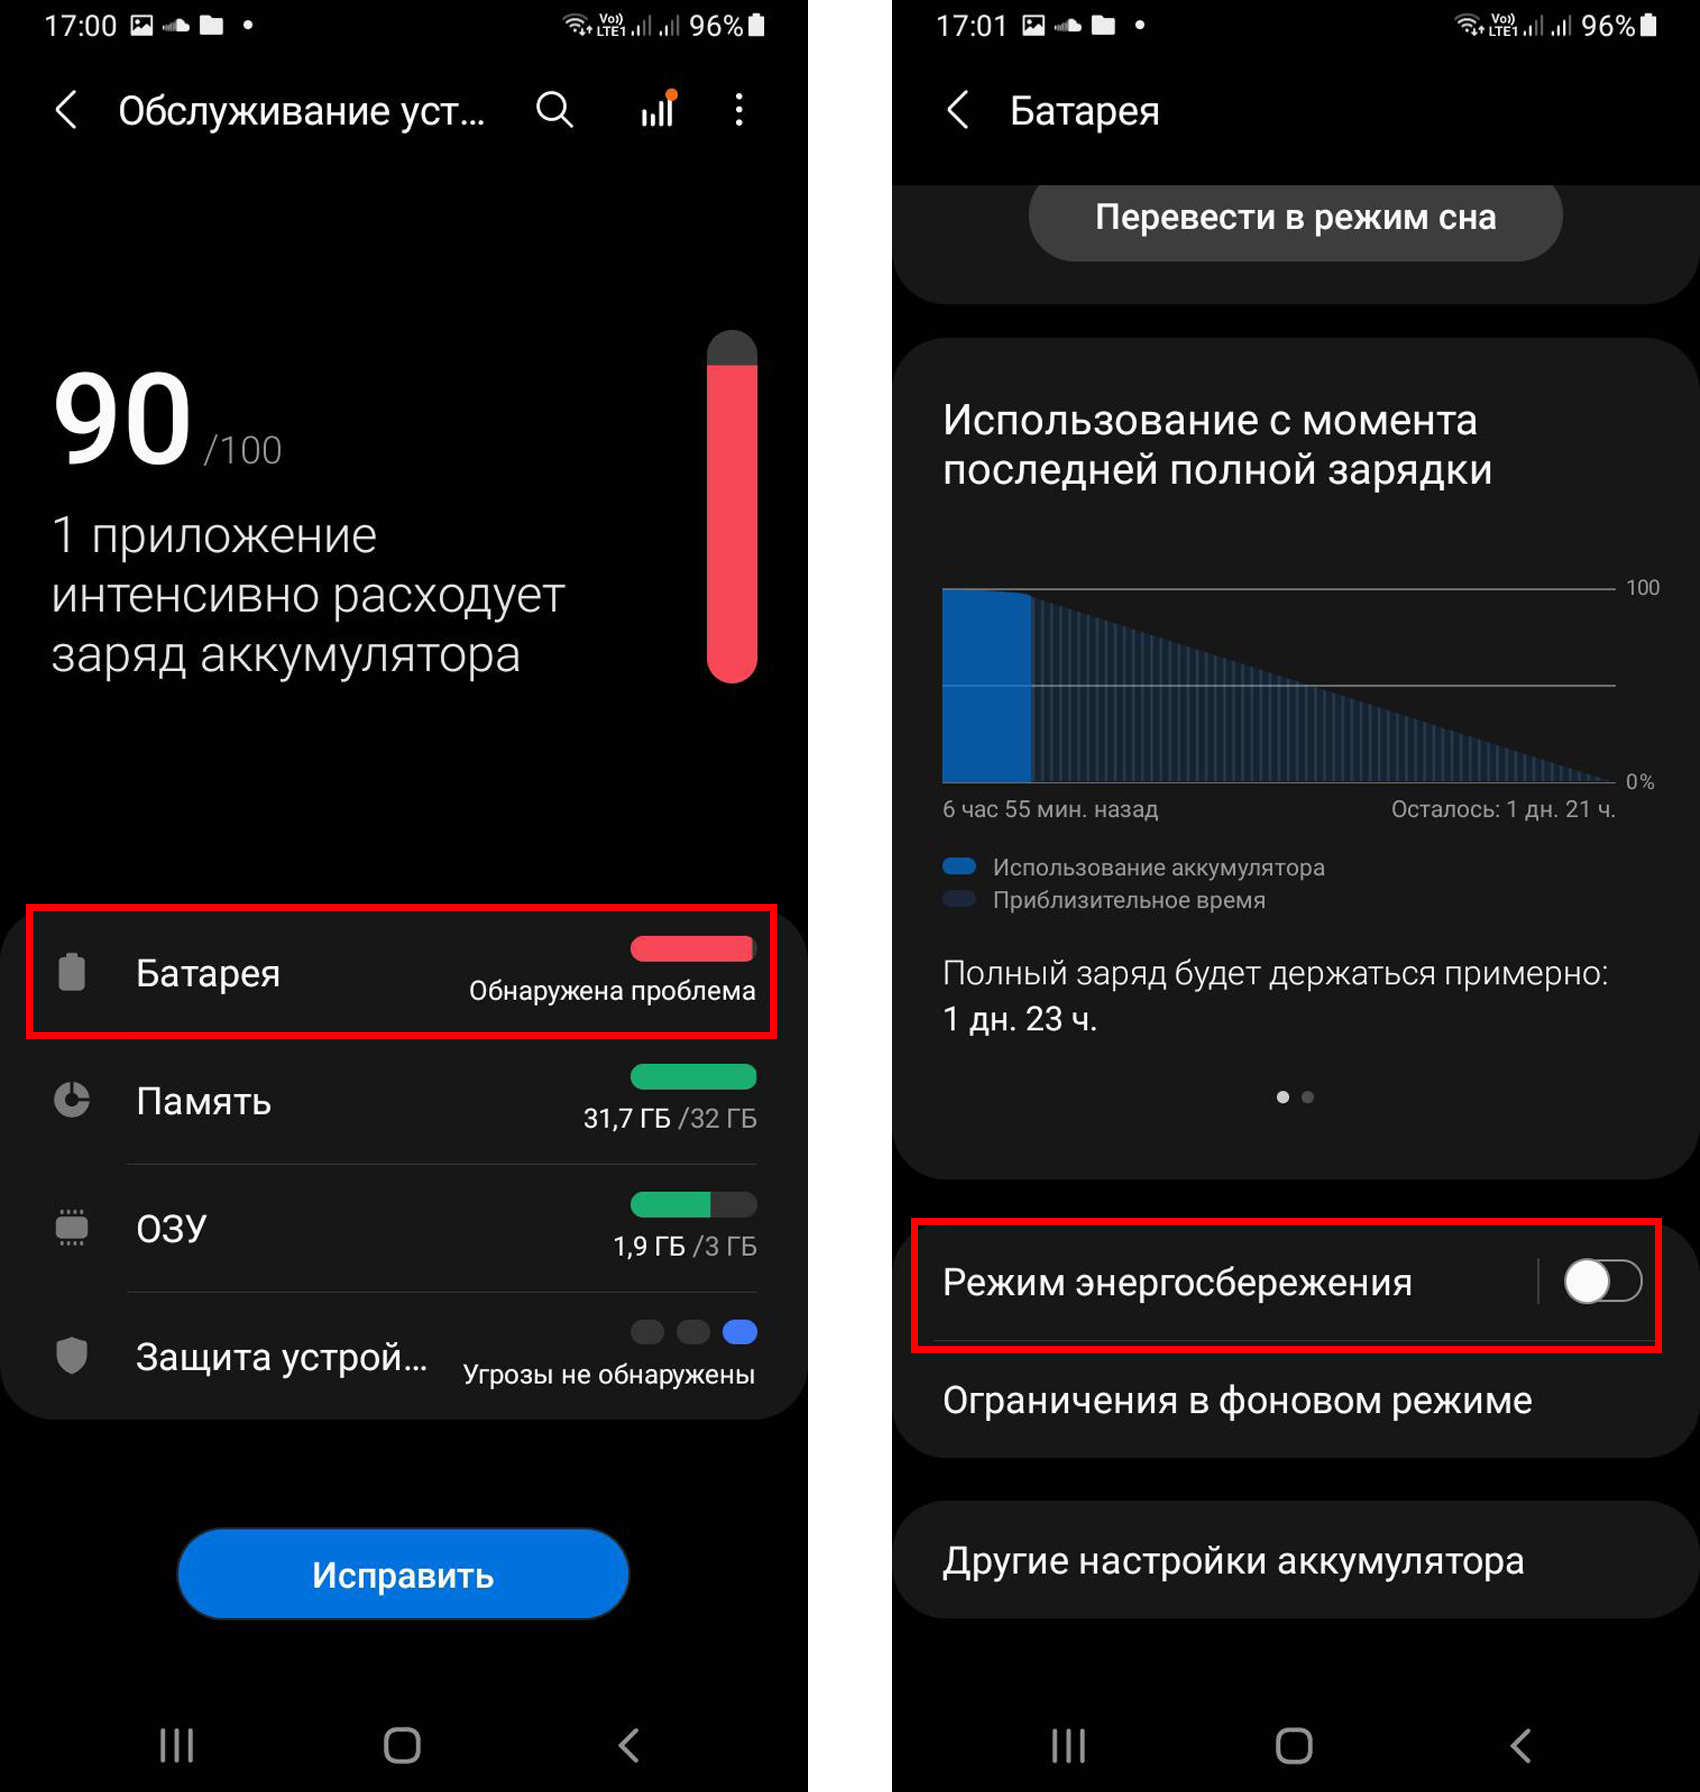 17:00
Vo))
LTE1
96%
Обслуживание уст...
90 /100
1 приложение
интенсивно расходует
заряд аккумулятора
Батарея
Обнаружена проблема
Память
31,7 ГБ /32 ГБ
ОЗУ
1,9 ГБ /3 ГБ
Защита устрой...
Угрозы не обнаружены
Исправить
17:01
Vo))
LTE1
96%
Батарея
Перевести в режим сна
Использование с момента
последней полной зарядки
100
0%
6 час 55 мин. назад
Осталось: 1 дн. 21 ч.
Использование аккумулятора
Приблизительное время
Полный заряд будет держаться примерно:
1 дн. 23 ч.
Режим энергосбережения
Ограничения в фоновом режиме
Другие настройки аккумулятора